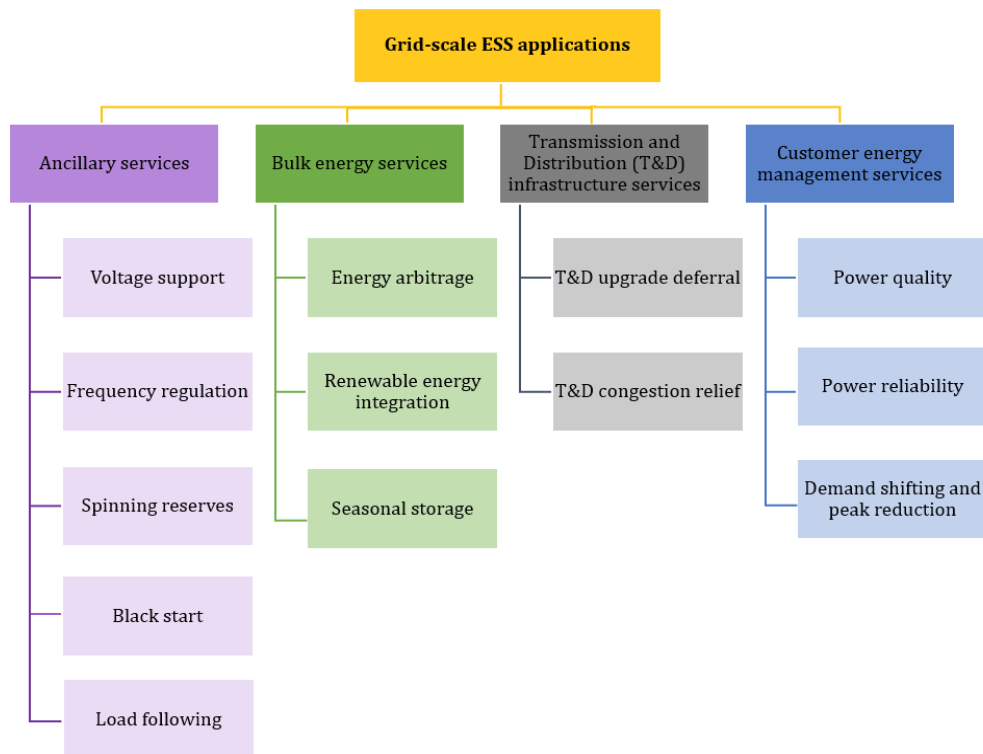 Grid-scale ESS applications
Ancillary services
Voltage support
Frequency regulation
Spinning reserves
Black start
Load following
Bulk energy services
Energy arbitrage
Renewable energy
integration
Seasonal storage
Transmission and
Distribution (T&D)
infrastructure services
T&D upgrade deferral
T&D congestion relief
Customer energy
management services
Power quality
Power reliability
Demand shifting and
peak reduction